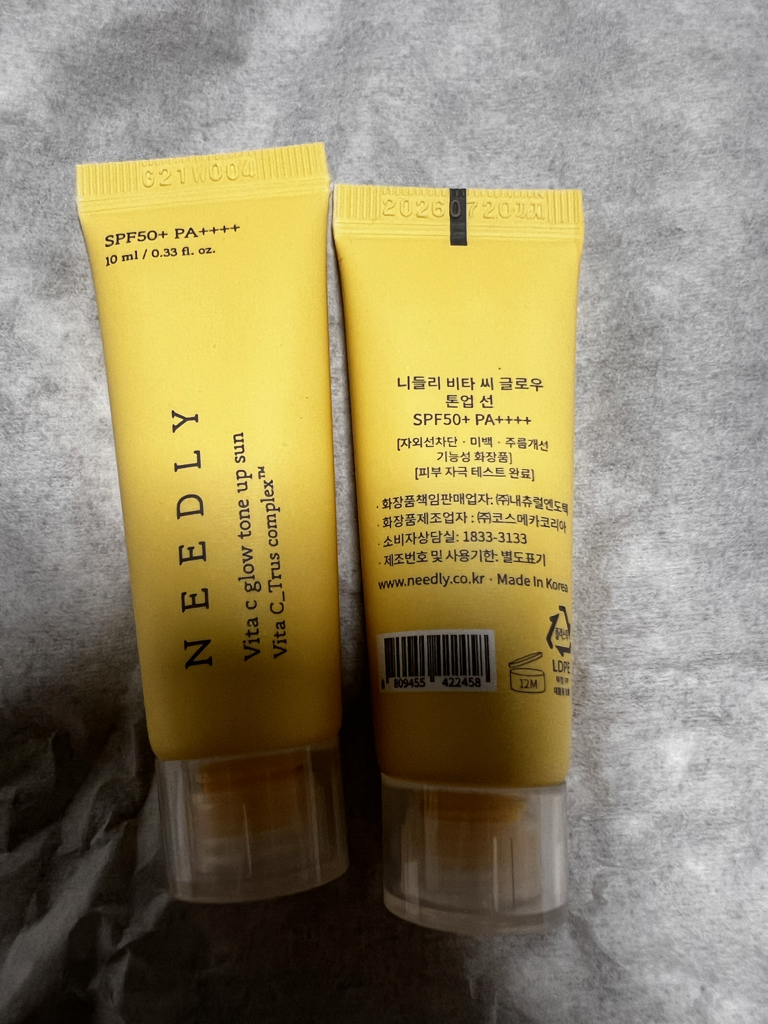 G21W004
SPF50+ PA++++
10 ml / 0.33 fl. oz.
NEEDLY
Vita c glow tone up sun
Vita C_Trus complex™
20260720
니들리 비타 씨 글로우
톤업 선
SPF50+ PA++++
[자외선차단 · 미백 · 주름개선
기능성 화장품]
[피부 자극 테스트 완료]
· 화장품책임판매업자: ㈜내츄럴엔도텍
· 화장품제조업자 : ㈜코스메카코리아
· 소비자상담실: 1833-3133
· 제조번호 및 사용기한: 별도표기
www.needly.co.kr · Made In Korea
8 809455 422458
12M
LDPE